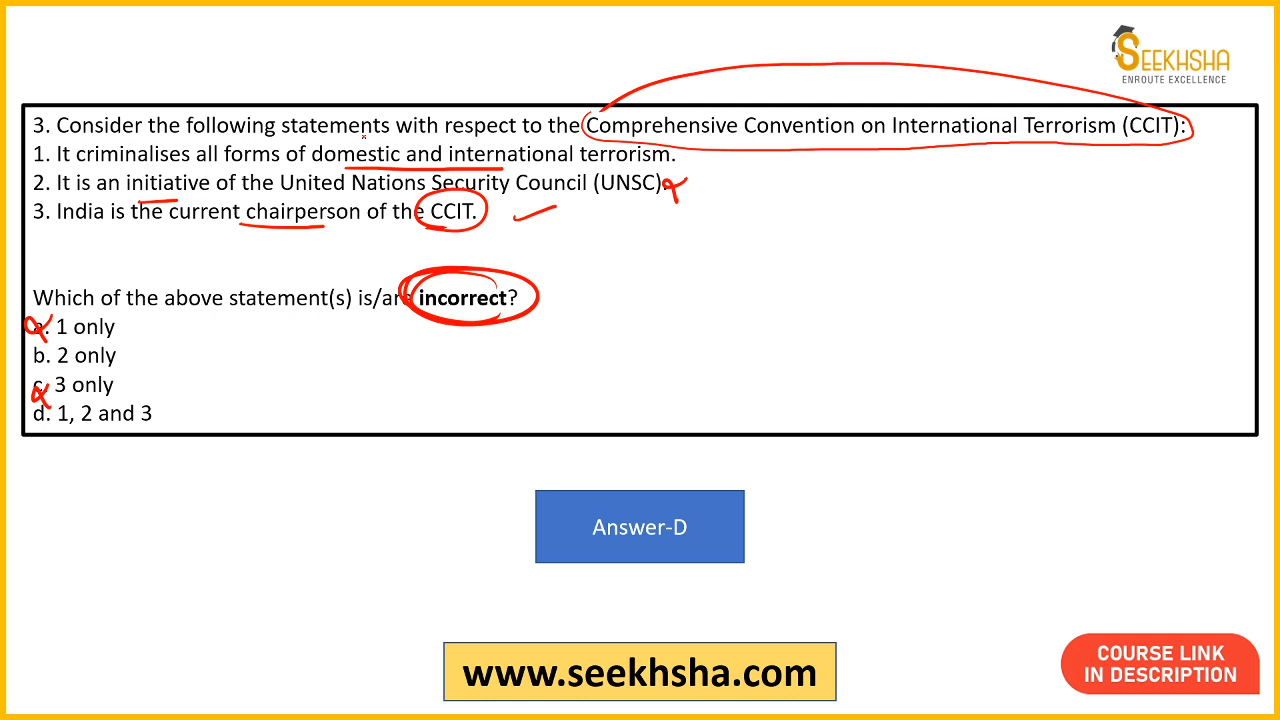 SEEKHSHA
ENROUTE EXCELLENCE
3. Consider the following statements with respect to the Comprehensive Convention on International Terrorism (CCIT):
1. It criminalises all forms of domestic and international terrorism.
2. It is an initiative of the United Nations Security Council (UNSC).
3. India is the current chairperson of the CCIT.
Which of the above statement(s) is/are incorrect?
a. 1 only
b. 2 only
c. 3 only
d. 1, 2 and 3
Answer-D
www.seekhsha.com
COURSE LINK
IN DESCRIPTION